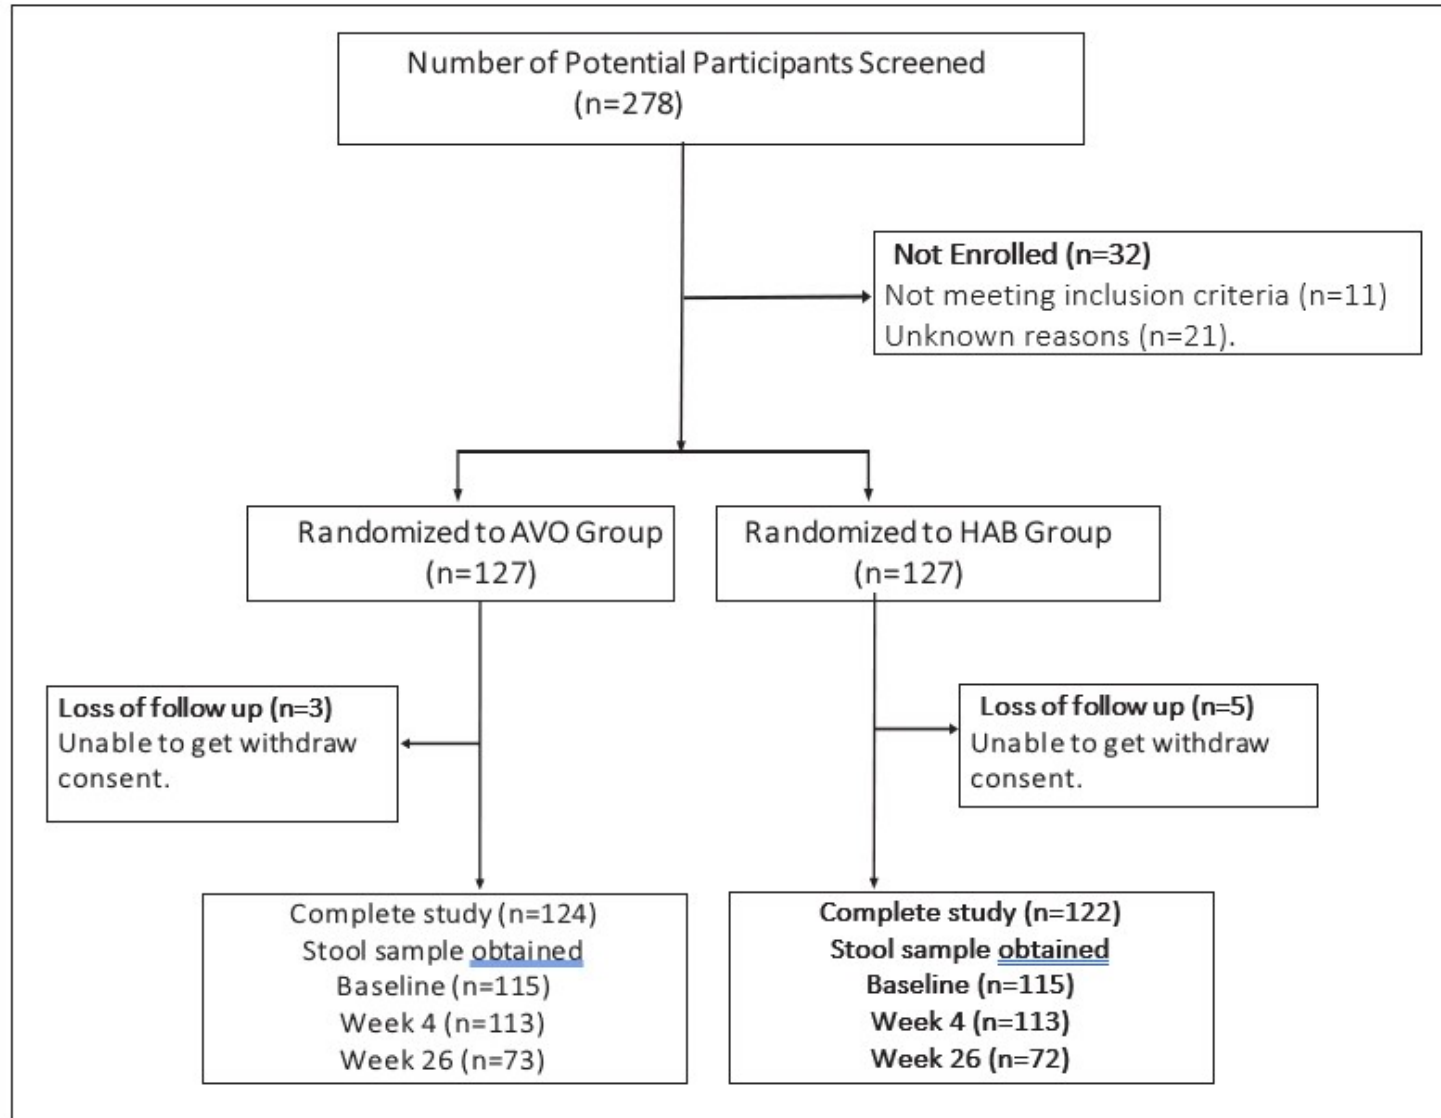 Number of Potential Participants Screened
(n=278)
Not Enrolled (n=32)
Not meeting inclusion criteria (n=11)
Unknown reasons (n=21).
Randomized to AVO Group
(n=127)
Randomized to HAB Group
(n=127)
Loss of follow up (n=3)
Unable to get withdraw
consent.
Loss of follow up (n=5)
Unable to get withdraw
consent.
Complete study (n=124)
Stool sample obtained
Baseline (n=115)
Week 4 (n=113)
Week 26 (n=73)
Complete study (n=122)
Stool sample obtained
Baseline (n=115)
Week 4 (n=113)
Week 26 (n=72)